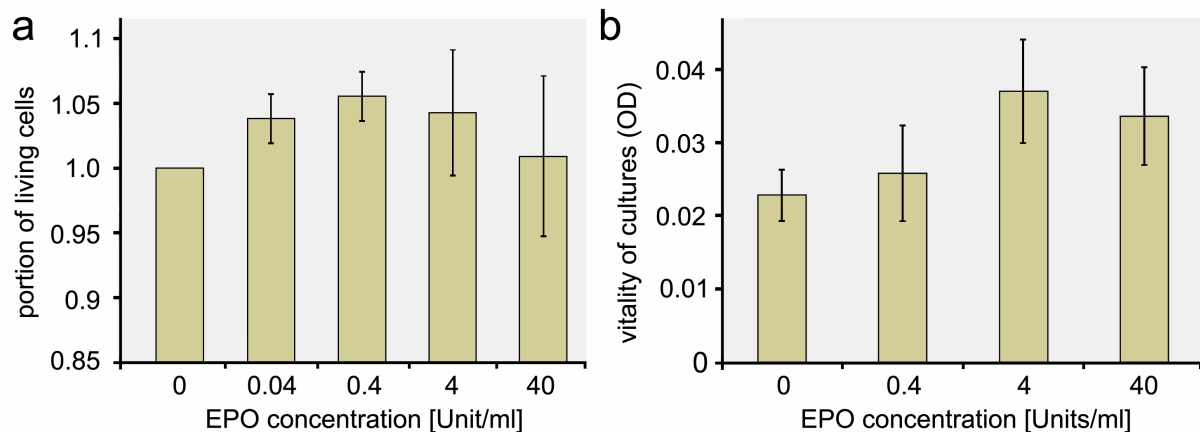 a
portion of living cells
1.1
1.05
1.0
0.95
0.9
0.85
0 0.04 0.4 4 40
EPO concentration [Unit/ml]
b
vitality of cultures (OD)
0.04
0.03
0.02
0.01
0
0 0.4 4 40
EPO concentration [Units/ml]